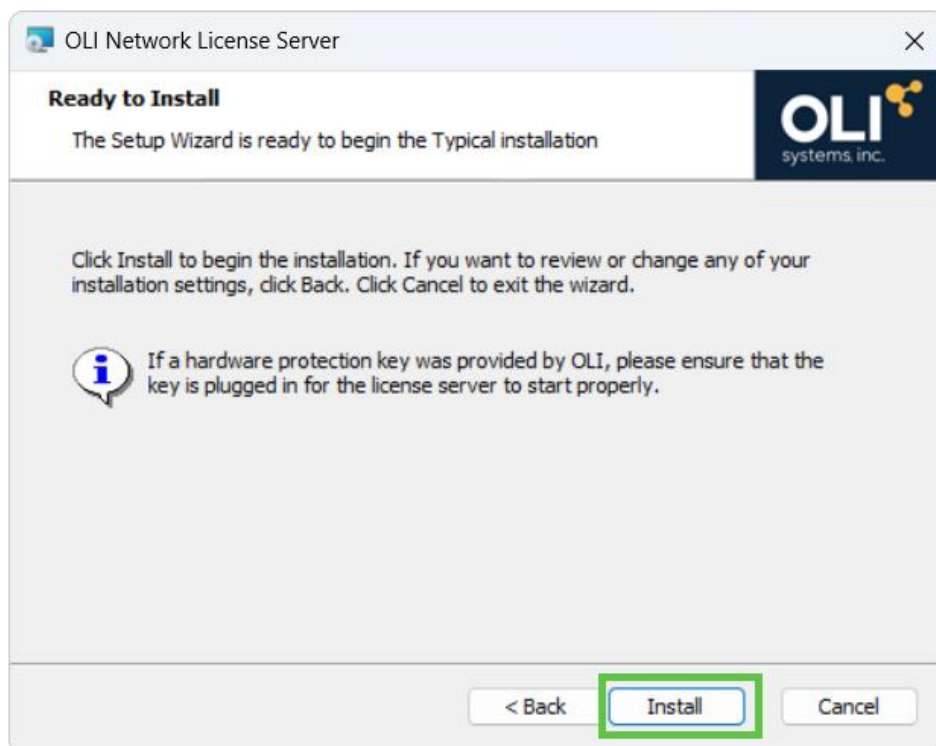 OLI Network License Server
Ready to Install
The Setup Wizard is ready to begin the Typical installation
OLI
systems, inc.
Click Install to begin the installation. If you want to review or change any of your
installation settings, click Back. Click Cancel to exit the wizard.
If a hardware protection key was provided by OLI, please ensure that the
key is plugged in for the license server to start properly.
< Back
Install
Cancel